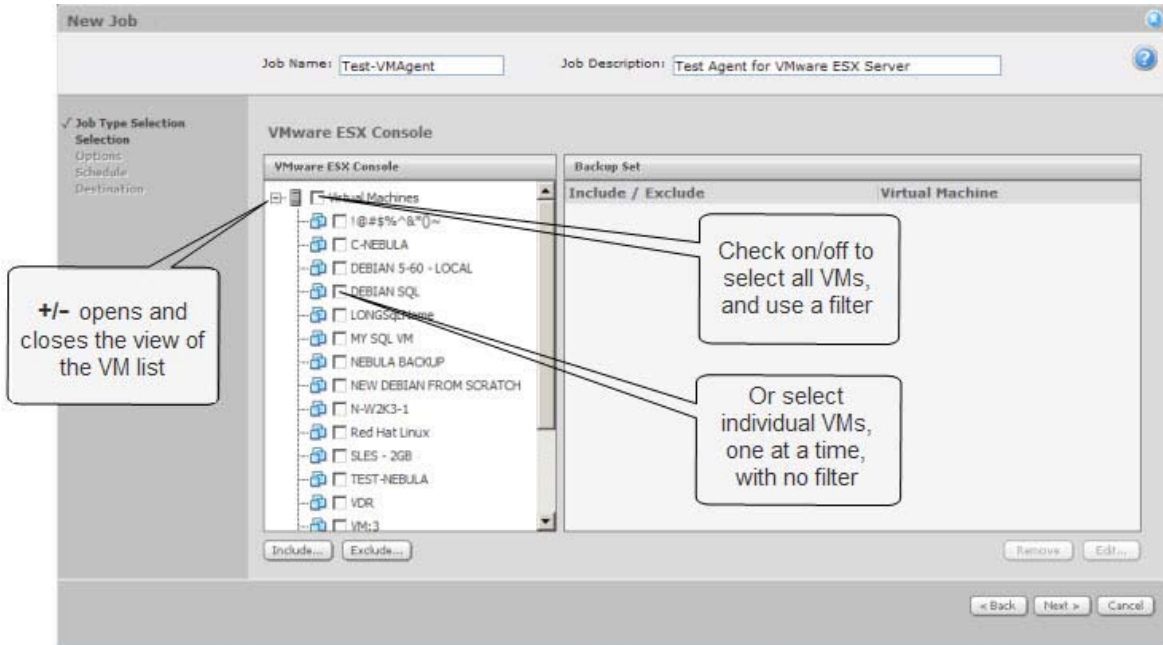 New Job
Job Name: Test-VMAgent
Job Description: Test Agent for VMware ESX Server
√ Job Type Selection
Selection
Options
Schedule
Destination
VMware ESX Console
VMware ESX Console
Virtual Machines
!@#$%^&*()~
C-NEBULA
DEBIAN 5-60 - LOCAL
DEBIAN SQL
LONGSqlName
MY SQL VM
NEBULA BACKUP
NEW DEBIAN FROM SCRATCH
N-W2K3-1
Red Hat Linux
SLES - 2GB
TEST-NEBULA
VDR
VM:3
Include...
Exclude...
Backup Set
Include / Exclude
Virtual Machine
+/- opens and
closes the view of
the VM list
Check on/off to
select all VMs,
and use a filter
Or select
individual VMs,
one at a time,
with no filter
Remove
Edit...
< Back
Next >
Cancel